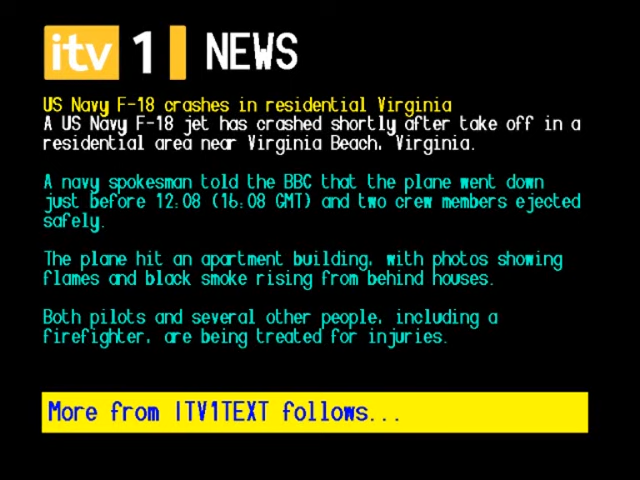 itv 1 NEWS
US Navy F-18 crashes in residential Virginia
A US Navy F-18 jet has crashed shortly after take off in a
residential area near Virginia Beach, Virginia.
A navy spokesman told the BBC that the plane went down
just before 12:08 (16:08 GMT) and two crew members ejected
safely.
The plane hit an apartment building, with photos showing
flames and black smoke rising from behind houses.
Both pilots and several other people, including a
firefighter, are being treated for injuries.
More from ITV1TEXT follows...